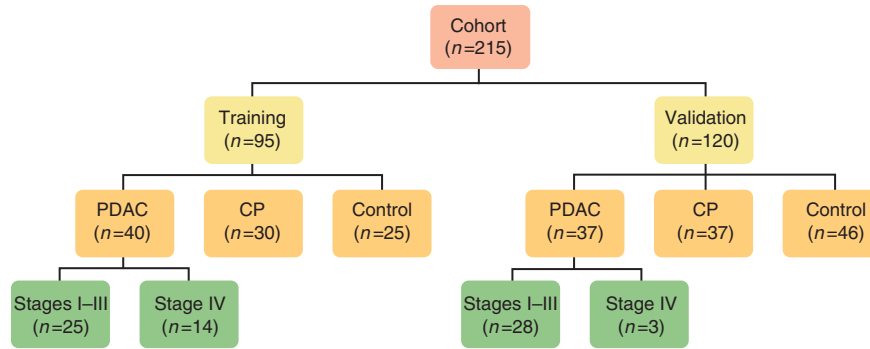 Cohort
(n=215)
Training
(n=95)
Validation
(n=120)
PDAC
(n=40)
CP
(n=30)
Control
(n=25)
PDAC
(n=37)
CP
(n=37)
Control
(n=46)
Stages I–III
(n=25)
Stage IV
(n=14)
Stages I–III
(n=28)
Stage IV
(n=3)